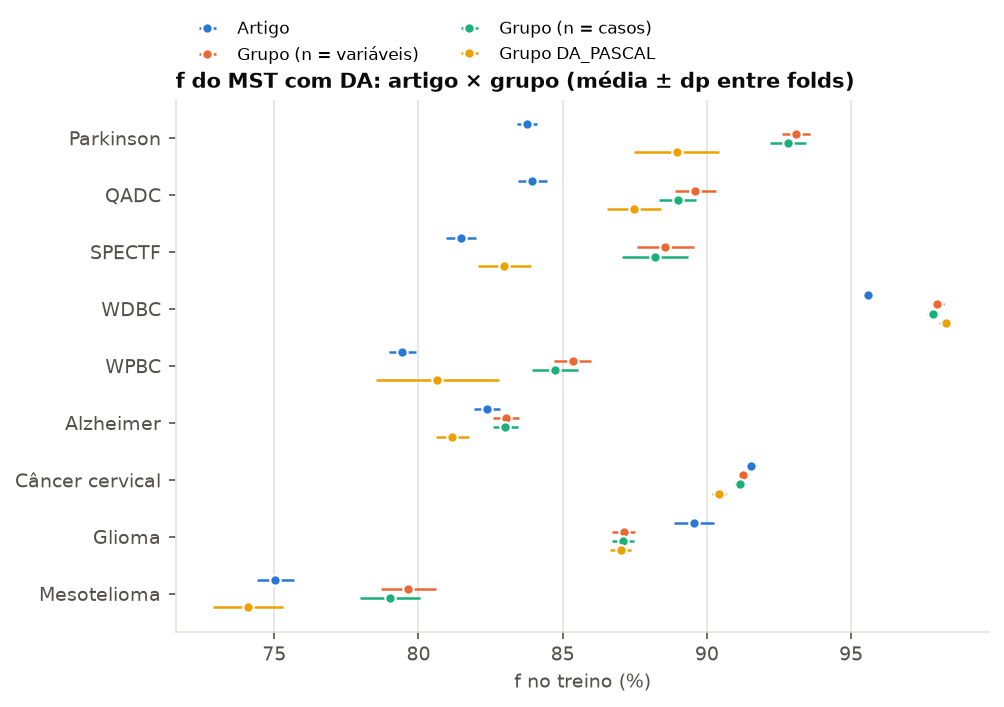 Artigo
Grupo (n = variáveis)
Grupo (n = casos)
Grupo DA_PASCAL
f do MST com DA: artigo × grupo (média ± dp entre folds)
Parkinson
QADC
SPECTF
WDBC
WPBC
Alzheimer
Câncer cervical
Glioma
Mesotelioma
75 80 85 90 95
f no treino (%)